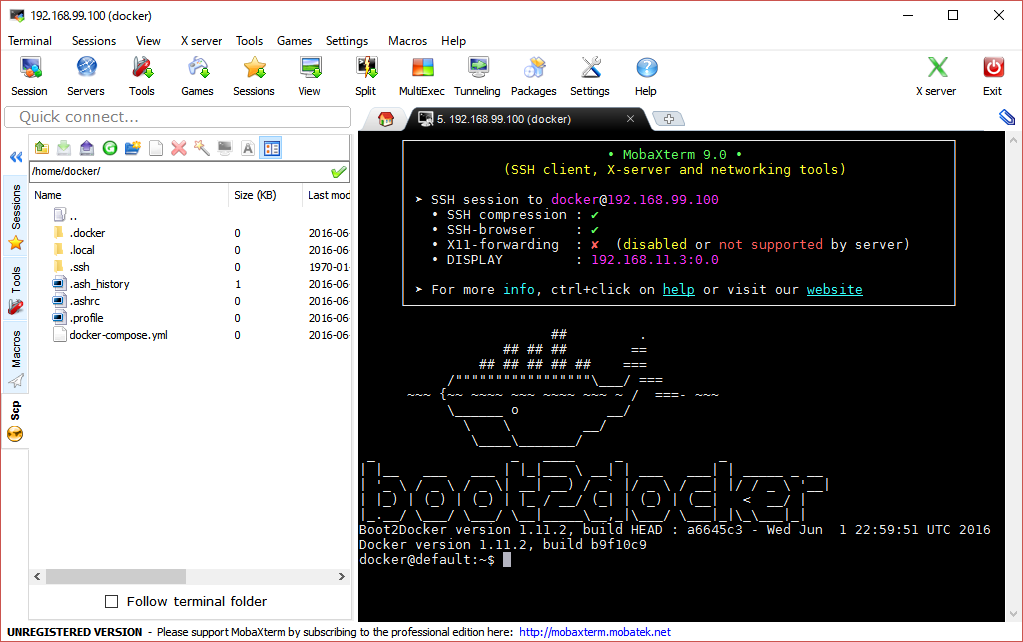 192.168.99.100 (docker)
Terminal Sessions View X server Tools Games Settings Macros Help
Session Servers Tools Games Sessions View Split MultiExec Tunneling Packages Settings Help X server Exit
Quick connect...
5. 192.168.99.100 (docker)
/home/docker/
Name Size (KB) Last mod
..
.docker 0 2016-06-
.local 0 2016-06-
.ssh 0 1970-01-
.ash_history 1 2016-06-
.ashrc 0 2016-06-
.profile 0 2016-06-
docker-compose.yml 0 2016-06-
Sessions
Tools
Macros
Scp
Follow terminal folder
• MobaXterm 9.0 •
(SSH client, X-server and networking tools)
➤ SSH session to docker@192.168.99.100
• SSH compression : ✔
• SSH-browser : ✔
• X11-forwarding : ✘ (disabled or not supported by server)
• DISPLAY : 192.168.11.3:0.0
➤ For more info, ctrl+click on help or visit our website
## .
## ## ## ==
## ## ## ## ## ===
/"""""""""""""""""\___/ ===
~~~ {~~ ~~~~ ~~~ ~~~~ ~~~ ~ / ===- ~~~
\______ o __/
\ \ __/
\____\_______/
boot2docker
Boot2Docker version 1.11.2, build HEAD : a6645c3 - Wed Jun 1 22:59:51 UTC 2016
Docker version 1.11.2, build b9f10c9
docker@default:~$
UNREGISTERED VERSION - Please support MobaXterm by subscribing to the professional edition here: http://mobaxterm.mobatek.net